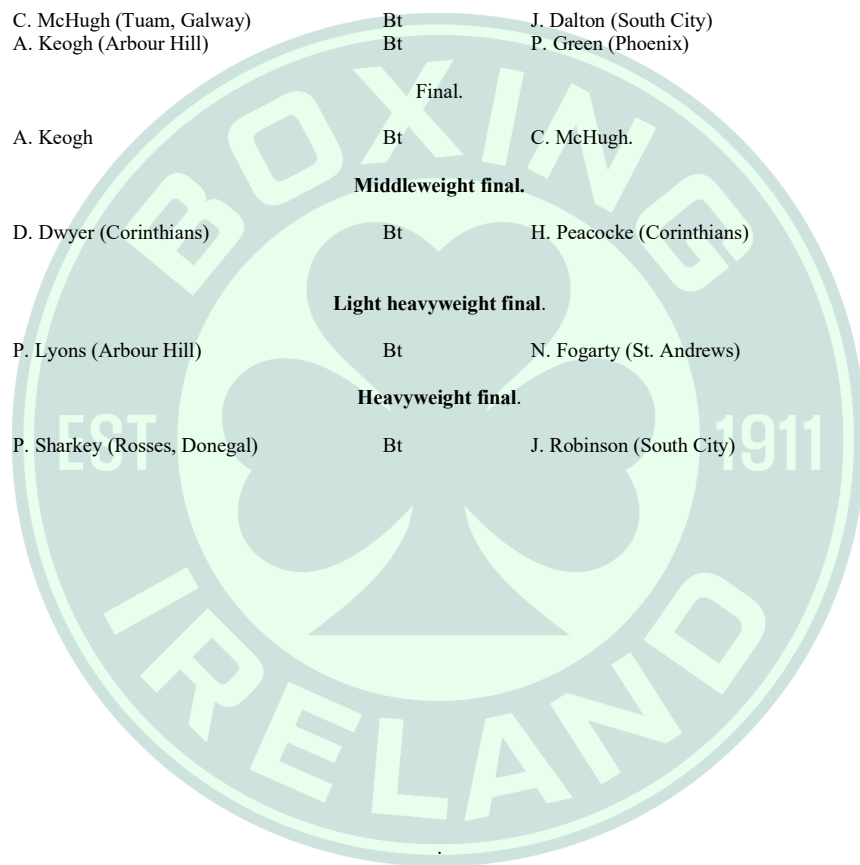 C. McHugh (Tuam, Galway) Bt J. Dalton (South City)
A. Keogh (Arbour Hill) Bt P. Green (Phoenix)
Final.
A. Keogh Bt C. McHugh.
Middleweight final.
D. Dwyer (Corinthians) Bt H. Peacocke (Corinthians)
Light heavyweight final.
P. Lyons (Arbour Hill) Bt N. Fogarty (St. Andrews)
Heavyweight final.
P. Sharkey (Rosses, Donegal) Bt J. Robinson (South City)
.
BOXING
EST 1911
IRELAND